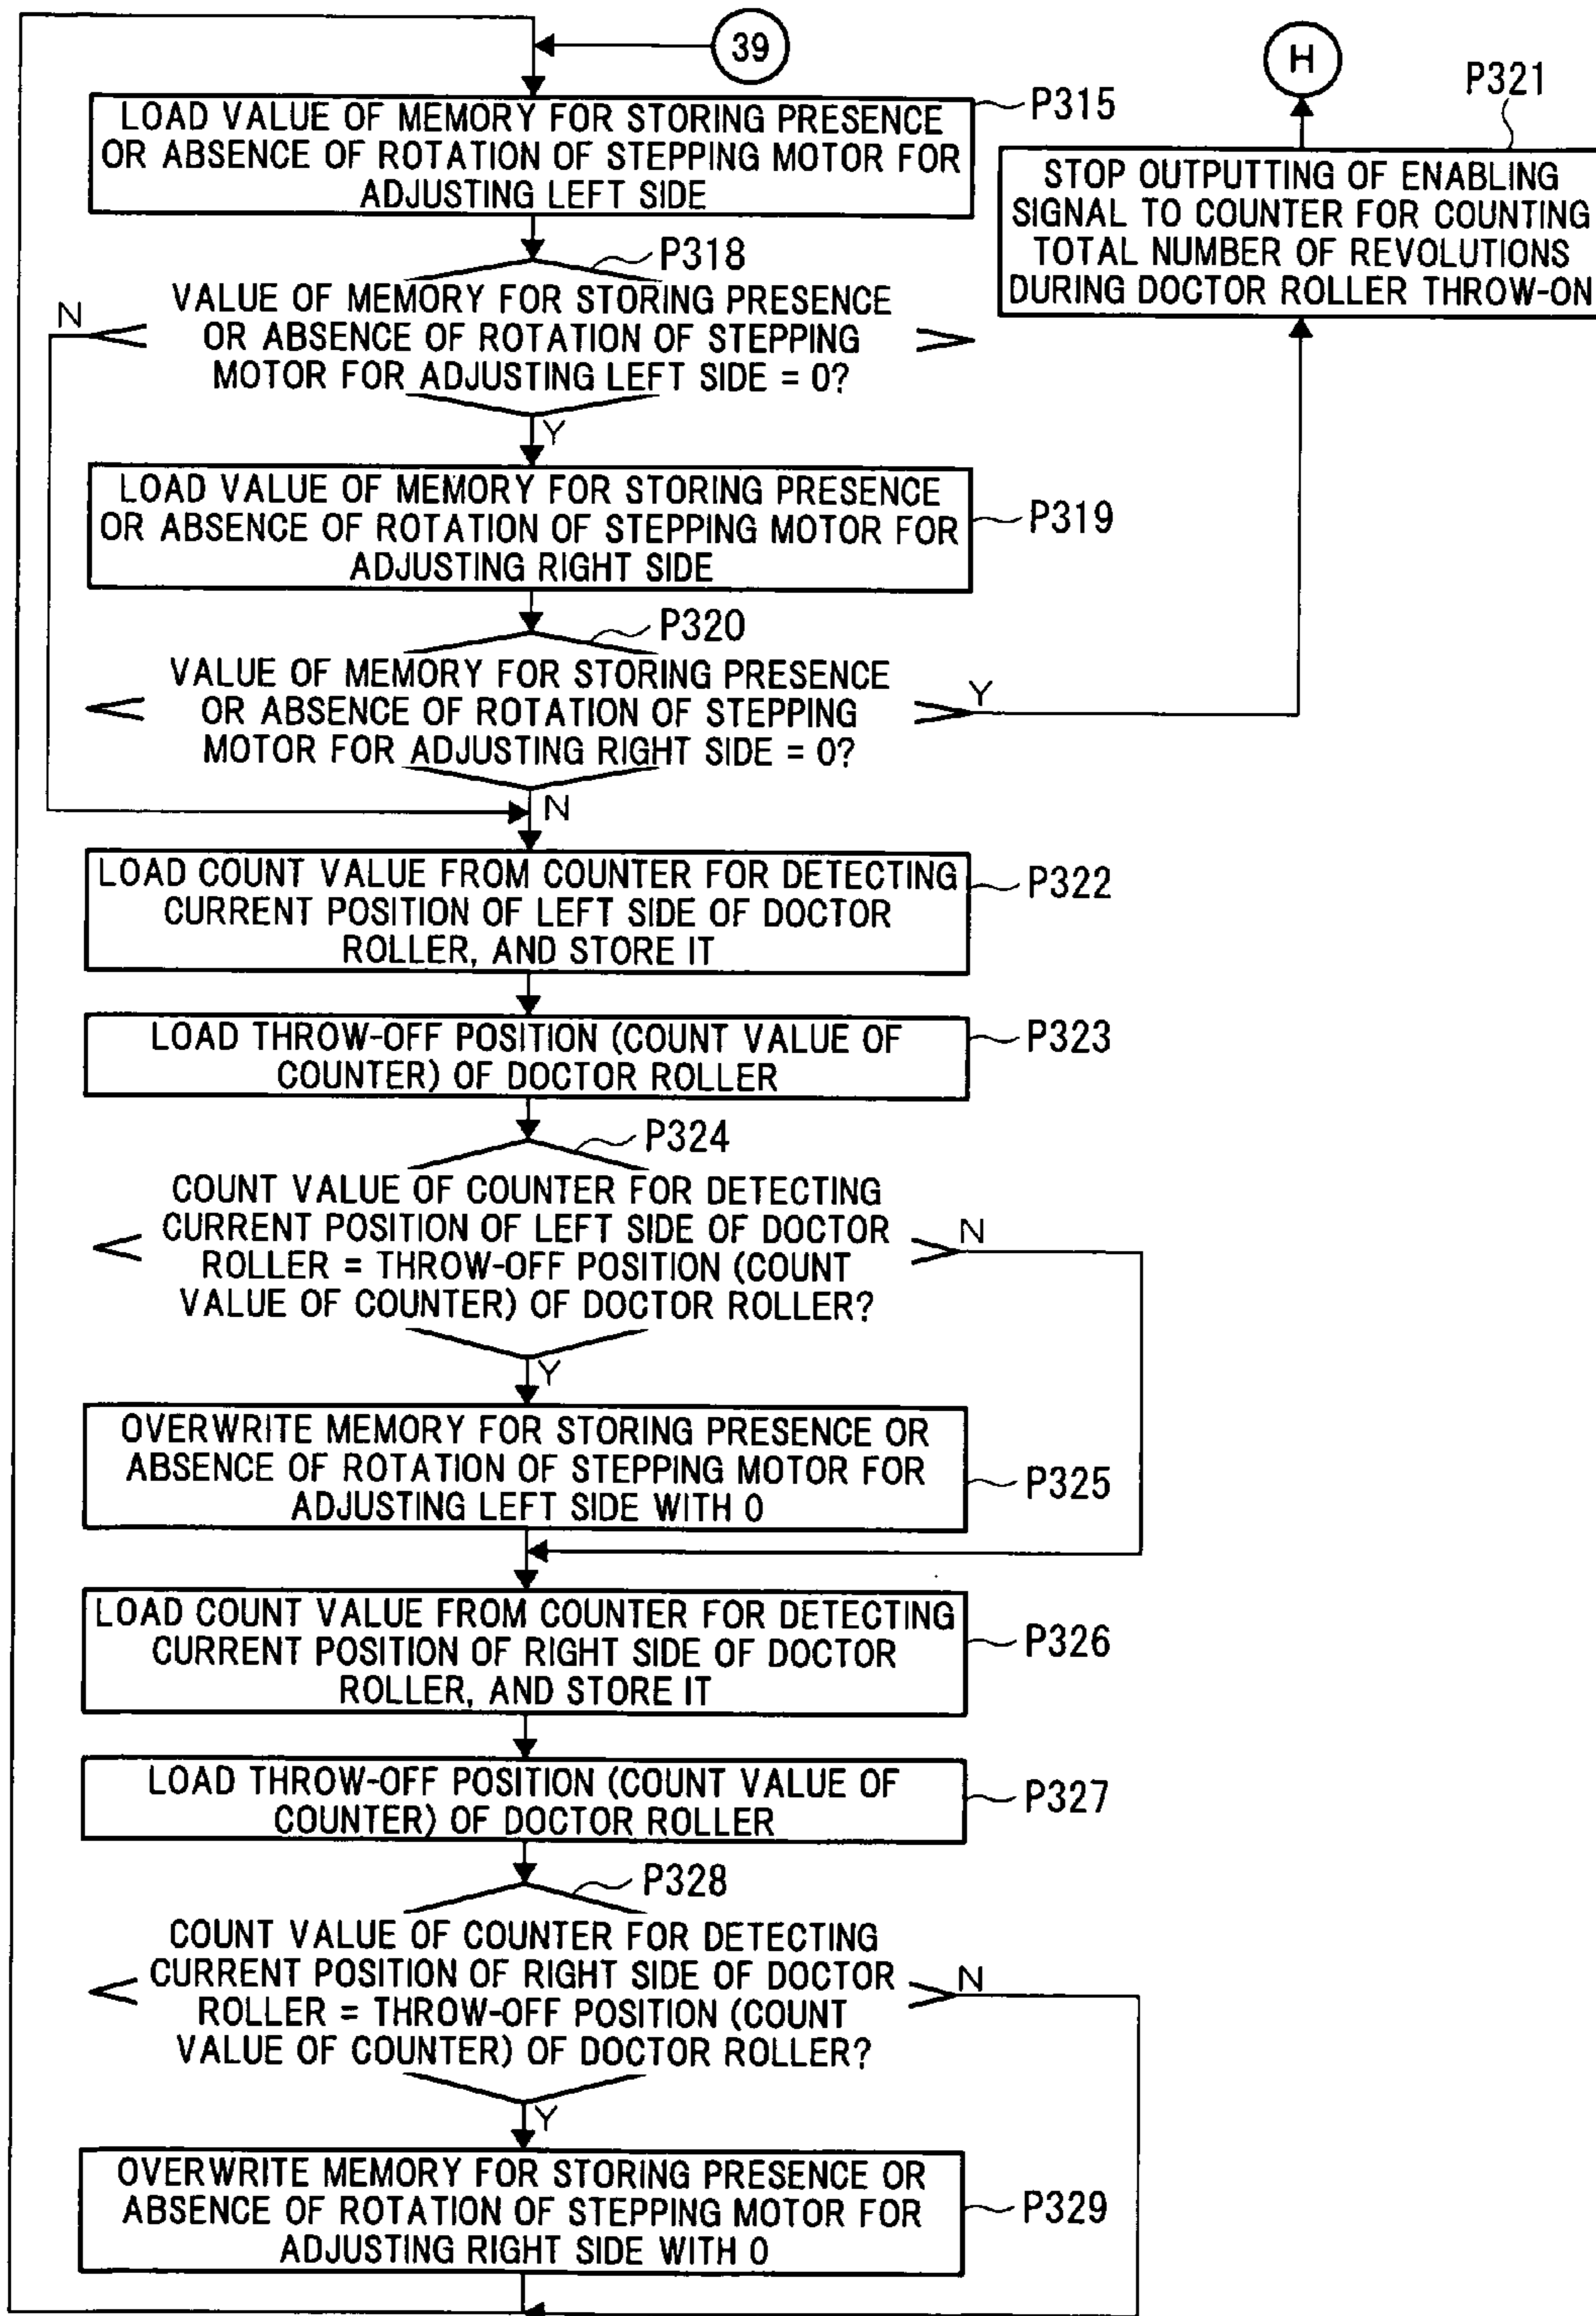 39
LOAD VALUE OF MEMORY FOR STORING PRESENCE
OR ABSENCE OF ROTATION OF STEPPING MOTOR FOR
ADJUSTING LEFT SIDE
P315
H
P321
STOP OUTPUTTING OF ENABLING
SIGNAL TO COUNTER FOR COUNTING
TOTAL NUMBER OF REVOLUTIONS
DURING DOCTOR ROLLER THROW-ON
P318
N
VALUE OF MEMORY FOR STORING PRESENCE
OR ABSENCE OF ROTATION OF STEPPING
MOTOR FOR ADJUSTING LEFT SIDE = 0?
Y
LOAD VALUE OF MEMORY FOR STORING PRESENCE
OR ABSENCE OF ROTATION OF STEPPING MOTOR FOR
ADJUSTING RIGHT SIDE
P319
P320
VALUE OF MEMORY FOR STORING PRESENCE
OR ABSENCE OF ROTATION OF STEPPING
MOTOR FOR ADJUSTING RIGHT SIDE = 0?
Y
N
LOAD COUNT VALUE FROM COUNTER FOR DETECTING
CURRENT POSITION OF LEFT SIDE OF DOCTOR
ROLLER, AND STORE IT
P322
LOAD THROW-OFF POSITION (COUNT VALUE OF
COUNTER) OF DOCTOR ROLLER
P323
P324
COUNT VALUE OF COUNTER FOR DETECTING
CURRENT POSITION OF LEFT SIDE OF DOCTOR
ROLLER = THROW-OFF POSITION (COUNT
VALUE OF COUNTER) OF DOCTOR ROLLER?
N
Y
OVERWRITE MEMORY FOR STORING PRESENCE OR
ABSENCE OF ROTATION OF STEPPING MOTOR FOR
ADJUSTING LEFT SIDE WITH 0
P325
LOAD COUNT VALUE FROM COUNTER FOR DETECTING
CURRENT POSITION OF RIGHT SIDE OF DOCTOR
ROLLER, AND STORE IT
P326
LOAD THROW-OFF POSITION (COUNT VALUE OF
COUNTER) OF DOCTOR ROLLER
P327
P328
COUNT VALUE OF COUNTER FOR DETECTING
CURRENT POSITION OF RIGHT SIDE OF DOCTOR
ROLLER = THROW-OFF POSITION (COUNT
VALUE OF COUNTER) OF DOCTOR ROLLER?
N
Y
OVERWRITE MEMORY FOR STORING PRESENCE OR
ABSENCE OF ROTATION OF STEPPING MOTOR FOR
ADJUSTING RIGHT SIDE WITH 0
P329